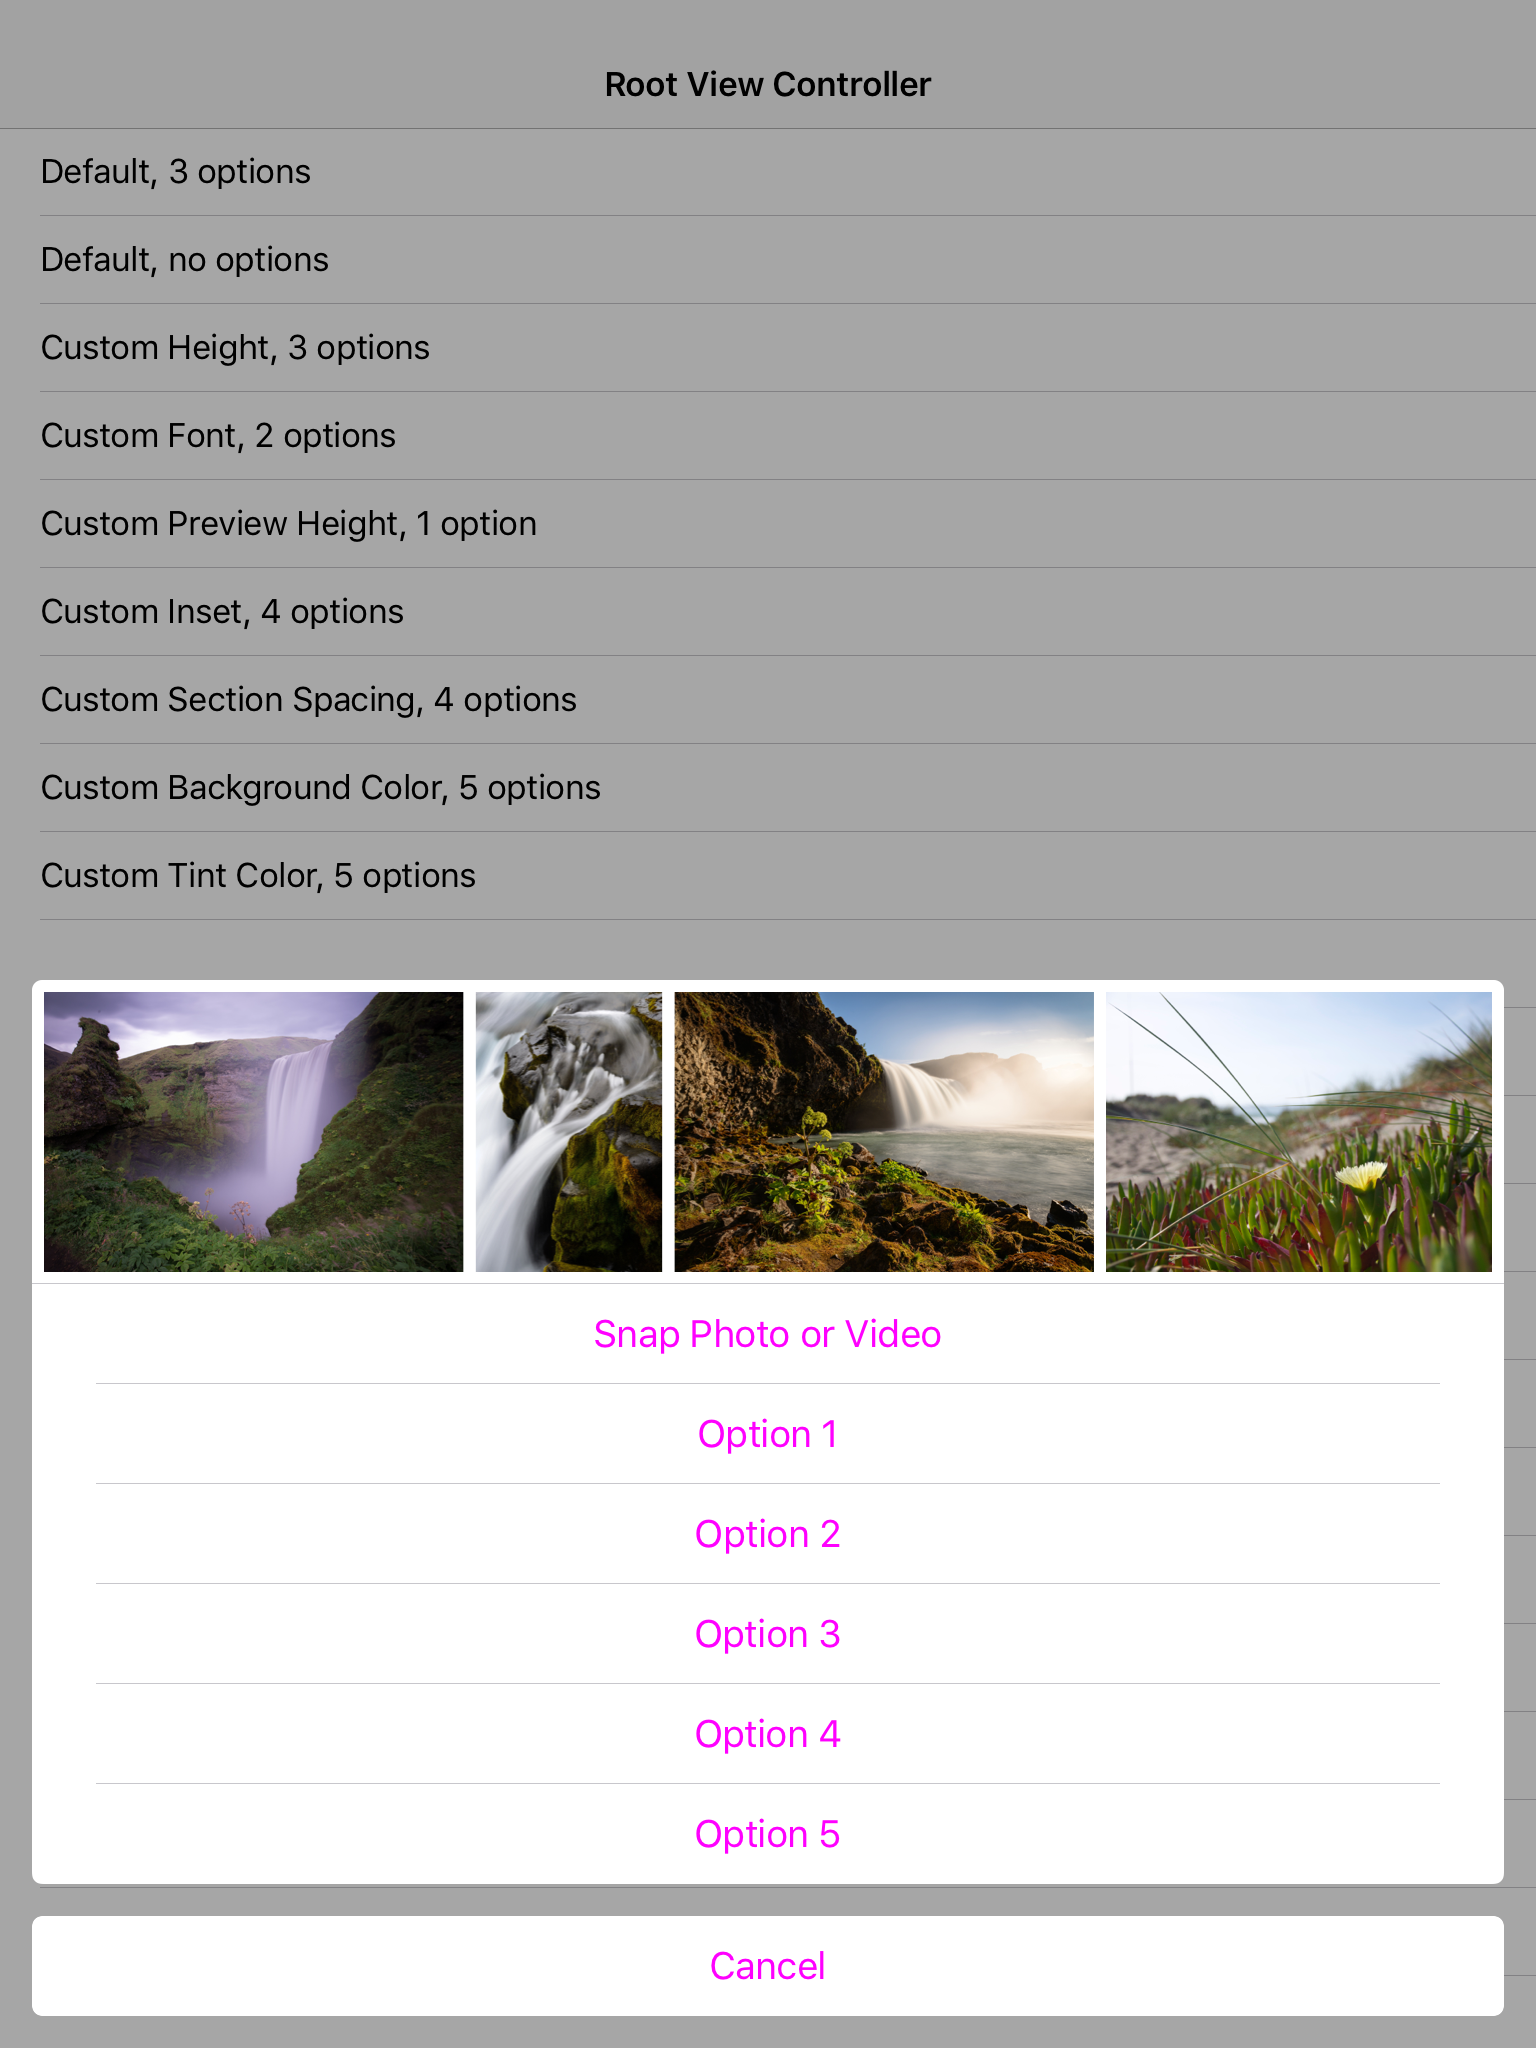 Root View Controller
Default, 3 options
Default, no options
Custom Height, 3 options
Custom Font, 2 options
Custom Preview Height, 1 option
Custom Inset, 4 options
Custom Section Spacing, 4 options
Custom Background Color, 5 options
Custom Tint Color, 5 options
Snap Photo or Video
Option 1
Option 2
Option 3
Option 4
Option 5
Cancel